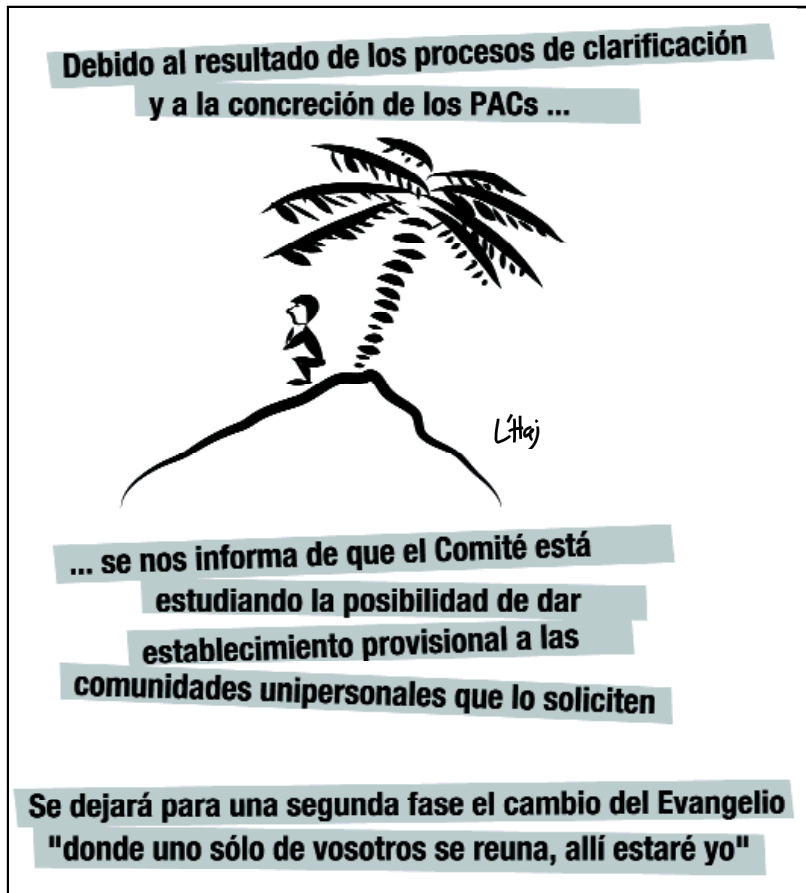 Debido al resultado de los procesos de clarificación
y a la concreción de los PACs ...
L'Haj
... se nos informa de que el Comité está
estudiando la posibilidad de dar
establecimiento provisional a las
comunidades unipersonales que lo soliciten
Se dejará para una segunda fase el cambio del Evangelio
"donde uno sólo de vosotros se reuna, allí estaré yo"